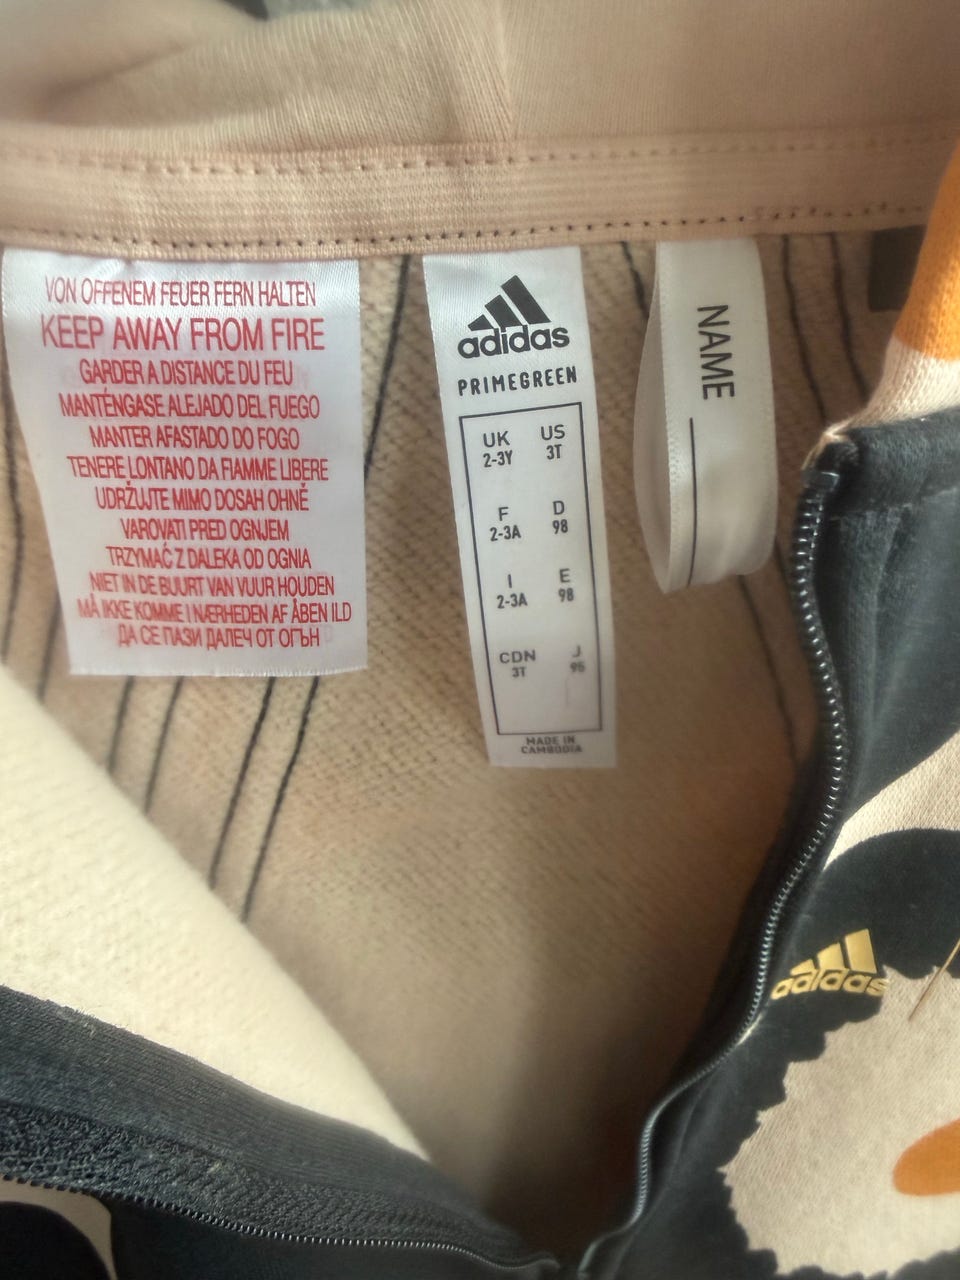 VON OFFENEM FEUER FERN HALTEN
KEEP AWAY FROM FIRE
GARDER A DISTANCE DU FEU
MANTÉNGASE ALEJADO DEL FUEGO
MANTER AFASTADO DO FOGO
TENERE LONTANO DA FIAMME LIBERE
UDRŽUJTE MIMO DOSAH OHNĚ
VAROVATI PRED OGNJEM
TRZYMAĆ Z DALEKA OD OGNIA
NIET IN DE BUURT VAN VUUR HOUDEN
MÅ IKKE KOMME I NÆRHEDEN AF ÅBEN ILD
ДА СЕ ПАЗИ ДАЛЕЧ ОТ ОГЪН
adidas
PRIMEGREEN
UK US
2-3Y 3T
F D
2-3A 98
I E
2-3A 98
CDN J
3T 95
MADE IN
CAMBODIA
NAME
adidas